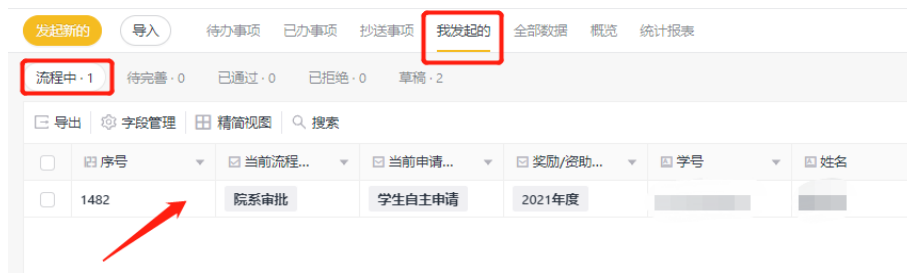 发起新的 导入 待办事项 已办事项 抄送事项 我发起的 全部数据 概览 统计报表
流程中·1 待完善·0 已通过·0 已拒绝·0 草稿·2
导出 字段管理 精简视图 搜索
序号 当前流程... 当前申请... 奖励/资助... 学号 姓名
1482 院系审批 学生自主申请 2021年度